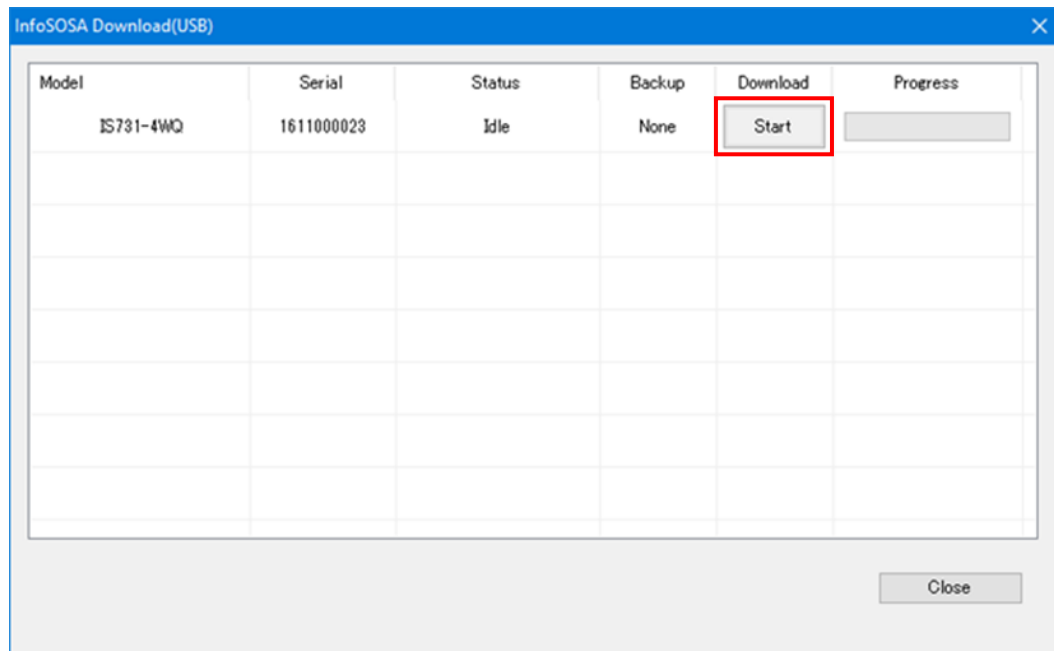 InfoSOSA Download(USB)
Model Serial Status Backup Download Progress
IS731-4WQ 1611000023 Idle None Start
Close